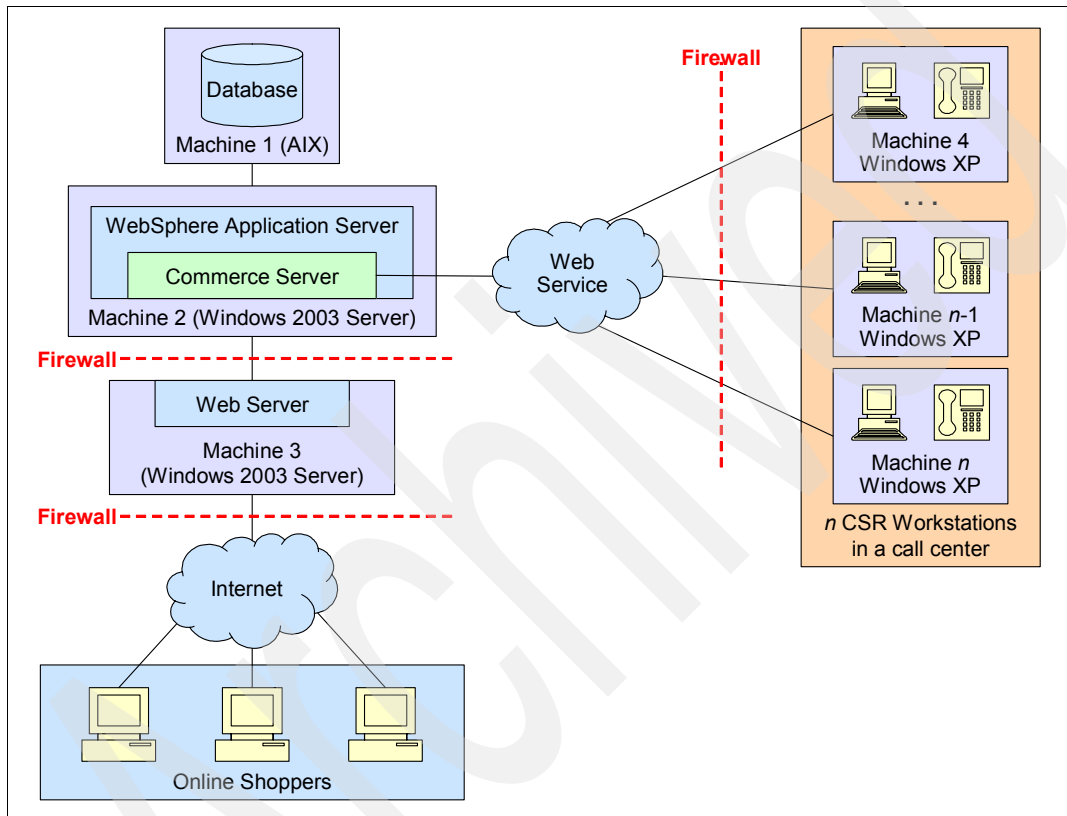 Database
Machine 1 (AIX)
WebSphere Application Server
Commerce Server
Machine 2 (Windows 2003 Server)
Firewall
Web Server
Machine 3
(Windows 2003 Server)
Firewall
Internet
Online Shoppers
Web
Service
Firewall
Machine 4
Windows XP
. . .
Machine n-1
Windows XP
Machine n
Windows XP
n CSR Workstations
in a call center
Archived